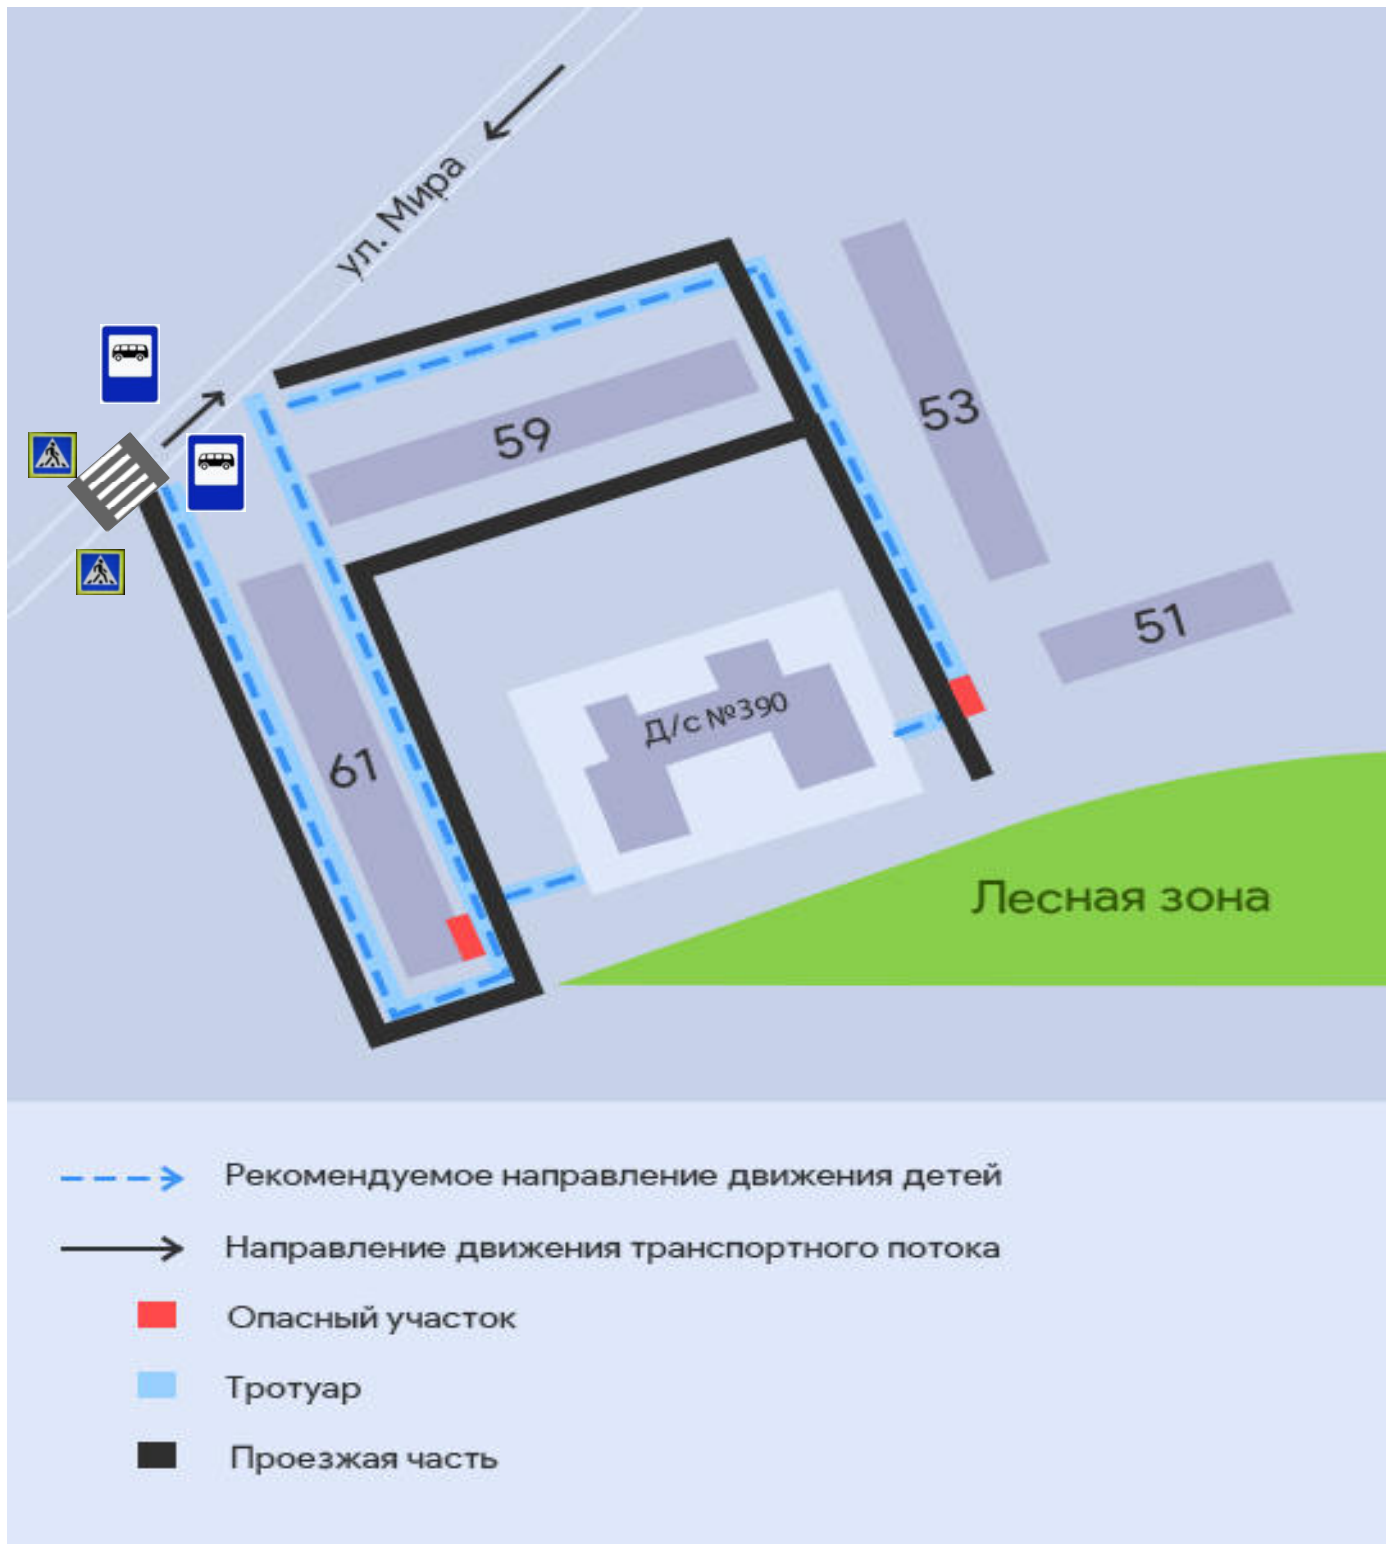 ул. Мира
59
53
51
Д/с №390
61
Лесная зона
Рекомендуемое направление движения детей
Направление движения транспортного потока
Опасный участок
Тротуар
Проезжая часть